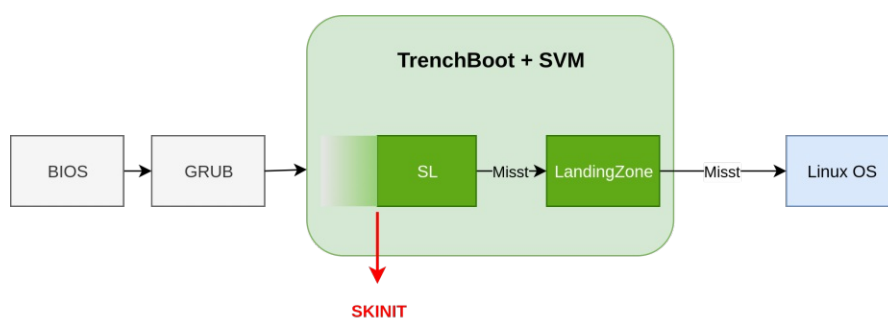 TrenchBoot + SVM
BIOS
GRUB
SL
Misst
LandingZone
Misst
Linux OS
SKINIT